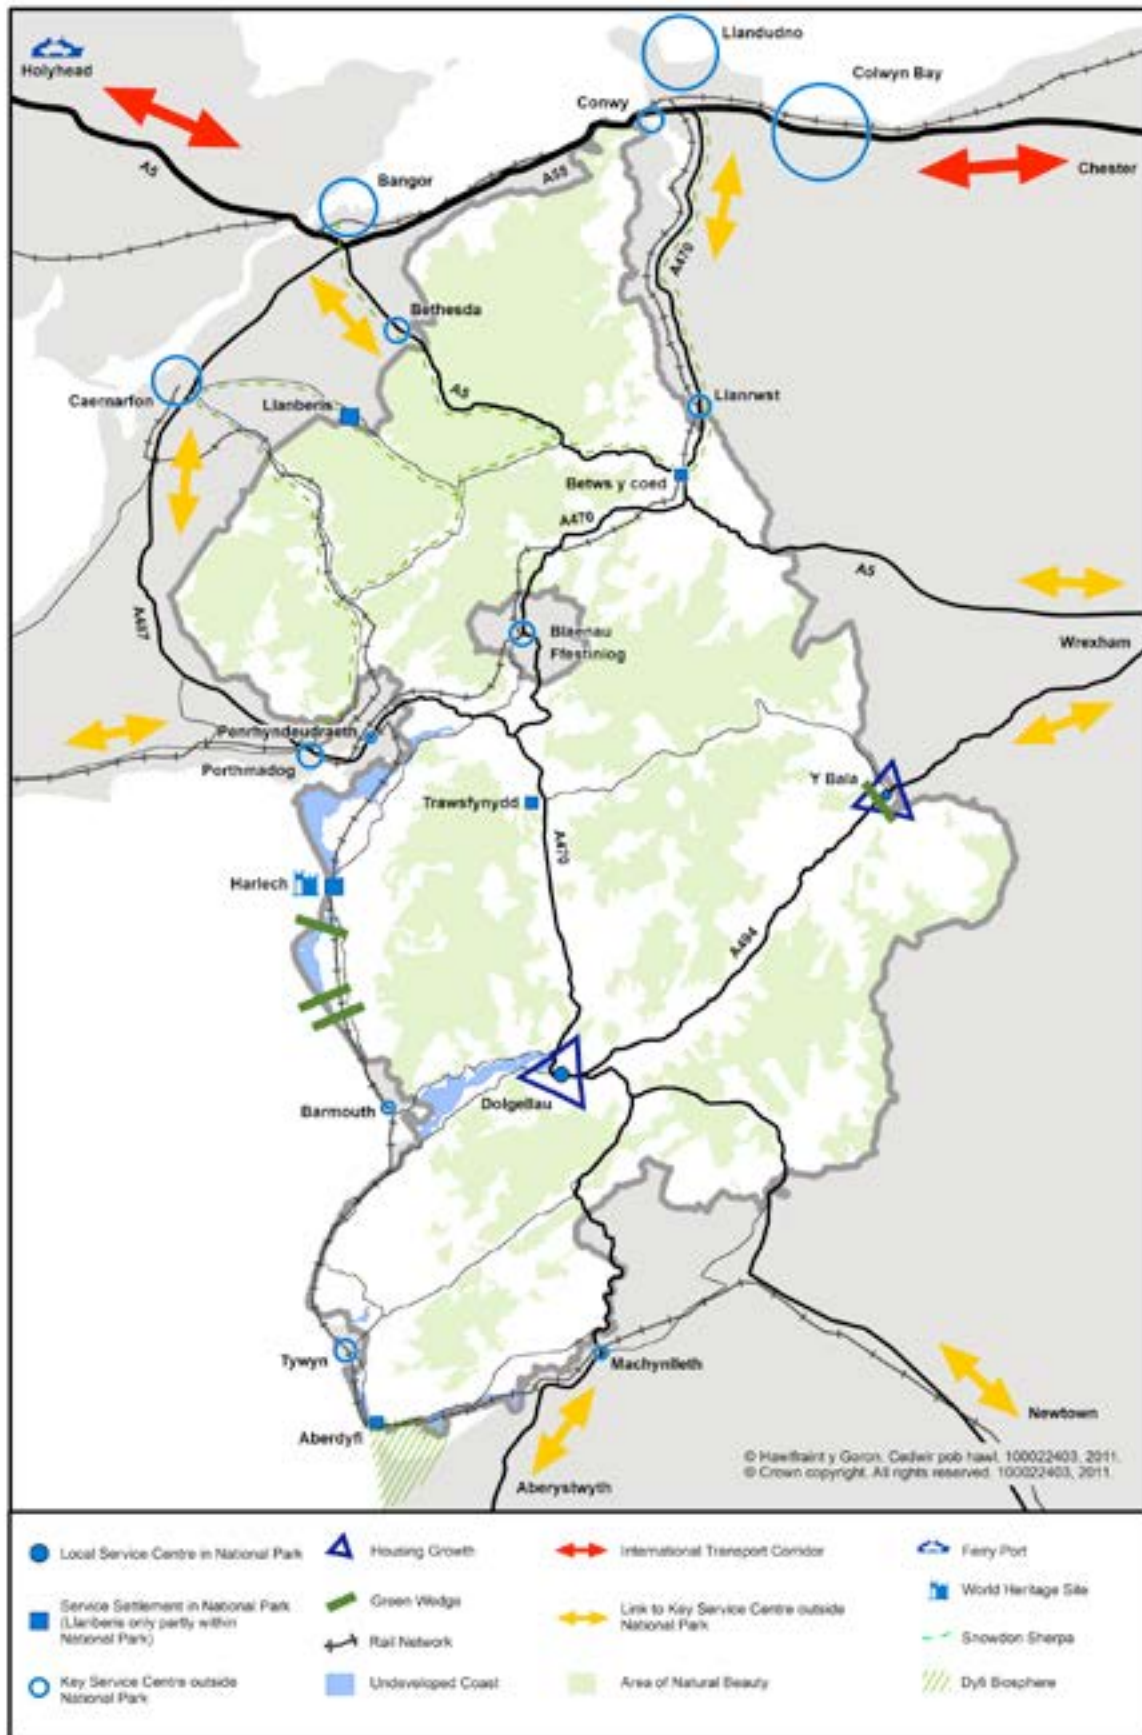 Llandudno
Holyhead
Colwyn Bay
Conwy
A5
A55
Chester
Bangor
A470
Bethesda
A5
Caernarfon
Llanberis
Llanrwst
Betws y coed
A470
A5
A487
Blaenau
Ffestiniog
Wrexham
Penrhyndeudraeth
Porthmadog
Y Bala
Trawsfynydd
A470
Harlech
A494
Dolgellau
Barmouth
Tywyn
Machynlleth
Aberdyfi
Newtown
© Hawlfraint y Goron. Cedwir pob hawl. 100022403, 2011.
© Crown copyright. All rights reserved. 100022403, 2011.
Aberystwyth
Local Service Centre in National Park
Housing Growth
International Transport Corridor
Ferry Port
Service Settlement in National Park
(Llanberis only partly within
National Park)
Green Wedge
Link to Key Service Centre outside
National Park
World Heritage Site
Rail Network
Snowdon Sherpa
Key Service Centre outside
National Park
Undeveloped Coast
Area of Natural Beauty
Dyfi Biosphere